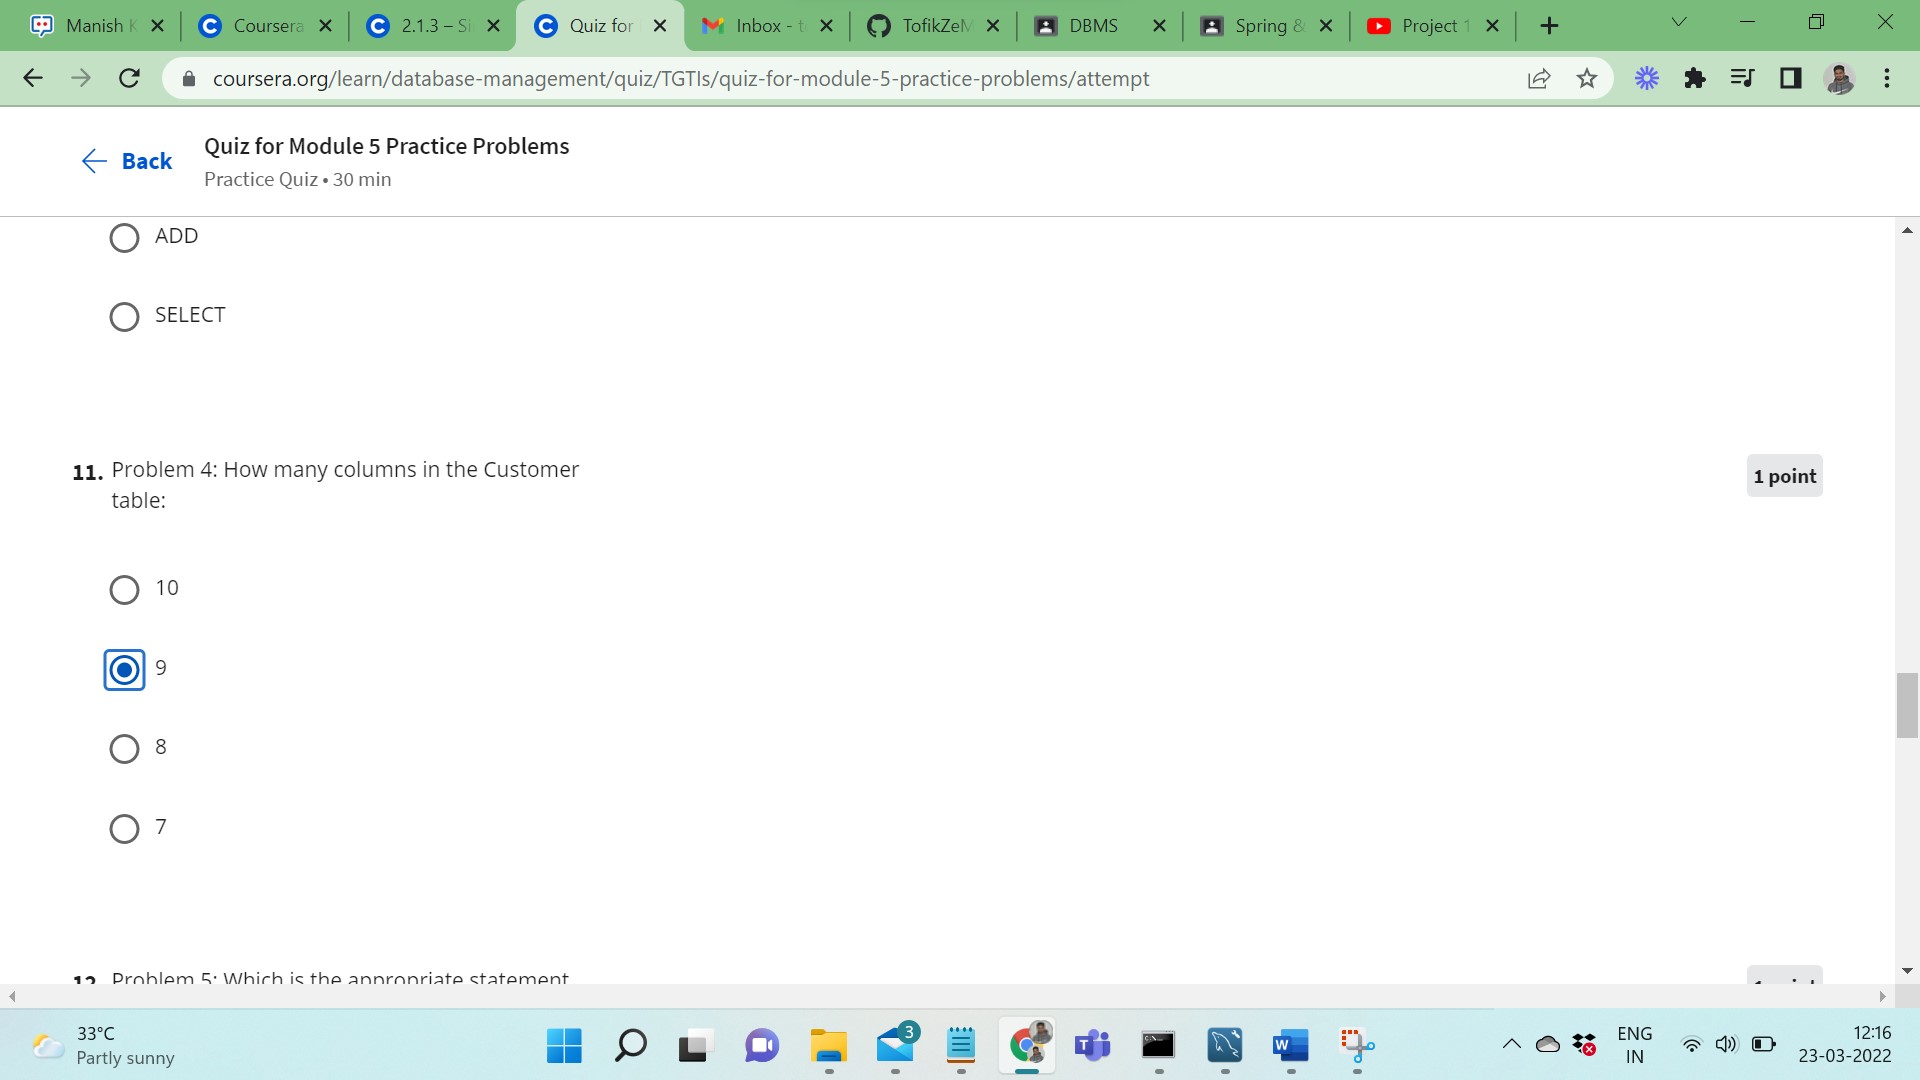 Manish K
Coursera
2.1.3 – Si
Quiz for
Inbox - t
TofikZeM
DBMS
Spring &
Project 1
coursera.org/learn/database-management/quiz/TGTIs/quiz-for-module-5-practice-problems/attempt
Back
Quiz for Module 5 Practice Problems
Practice Quiz • 30 min
ADD
SELECT
11. Problem 4: How many columns in the Customer
table:
1 point
10
9
8
7
12. Problem 5: Which is the appropriate statement
1 point
33°C
Partly sunny
3
ENG
IN
12:16
23-03-2022